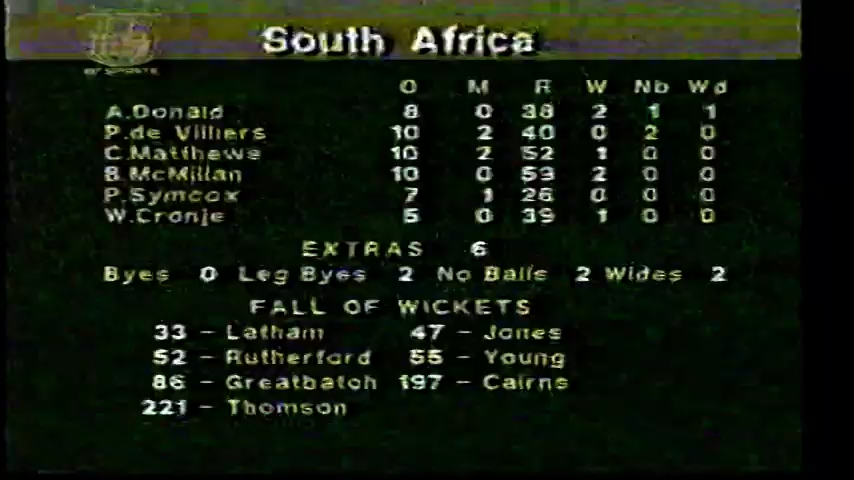 South Africa
O M R W Nb Wd
A.Donald 8 0 38 2 1 1
P.de Villiers 10 2 40 0 2 0
C.Matthews 10 2 52 1 0 0
B.McMillan 10 0 53 2 0 0
P.Symcox 7 1 26 0 0 0
W.Cronje 5 0 39 1 0 0
EXTRAS 6
Byes 0 Leg Byes 2 No Balls 2 Wides 2
FALL OF WICKETS
33 - Latham 47 - Jones
52 - Rutherford 55 - Young
86 - Greatbatch 197 - Cairns
221 - Thomson